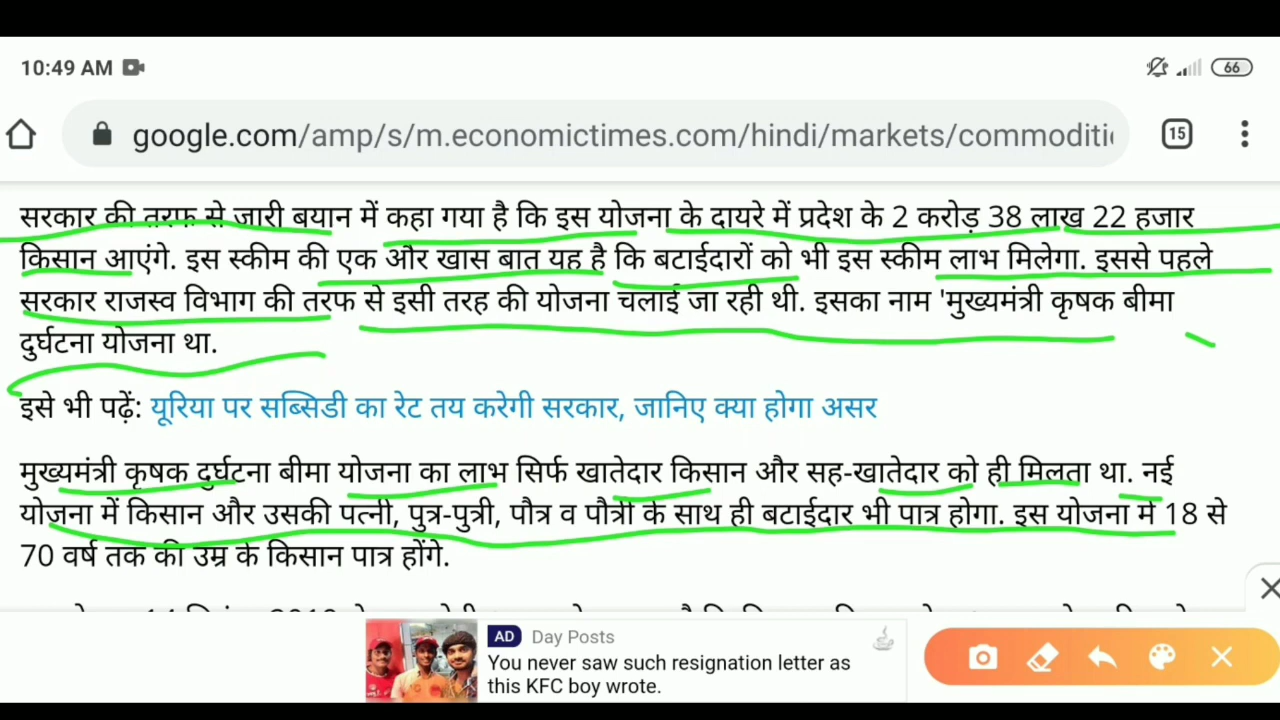 10:49 AM
66
google.com/amp/s/m.economictimes.com/hindi/markets/commoditi
15
सरकार की तरफ से जारी बयान में कहा गया है कि इस योजना के दायरे में प्रदेश के 2 करोड़ 38 लाख 22 हजार
किसान आएंगे. इस स्कीम की एक और खास बात यह है कि बटाईदारों को भी इस स्कीम लाभ मिलेगा. इससे पहले
सरकार राजस्व विभाग की तरफ से इसी तरह की योजना चलाई जा रही थी. इसका नाम 'मुख्यमंत्री कृषक बीमा
दुर्घटना योजना था.
इसे भी पढ़ें: यूरिया पर सब्सिडी का रेट तय करेगी सरकार, जानिए क्या होगा असर
मुख्यमंत्री कृषक दुर्घटना बीमा योजना का लाभ सिर्फ खातेदार किसान और सह-खातेदार को ही मिलता था. नई
योजना में किसान और उसकी पत्नी, पुत्र-पुत्री, पौत्र व पौत्री के साथ ही बटाईदार भी पात्र होगा. इस योजना में 18 से
70 वर्ष तक की उम्र के किसान पात्र होंगे.
AD Day Posts
You never saw such resignation letter as
this KFC boy wrote.